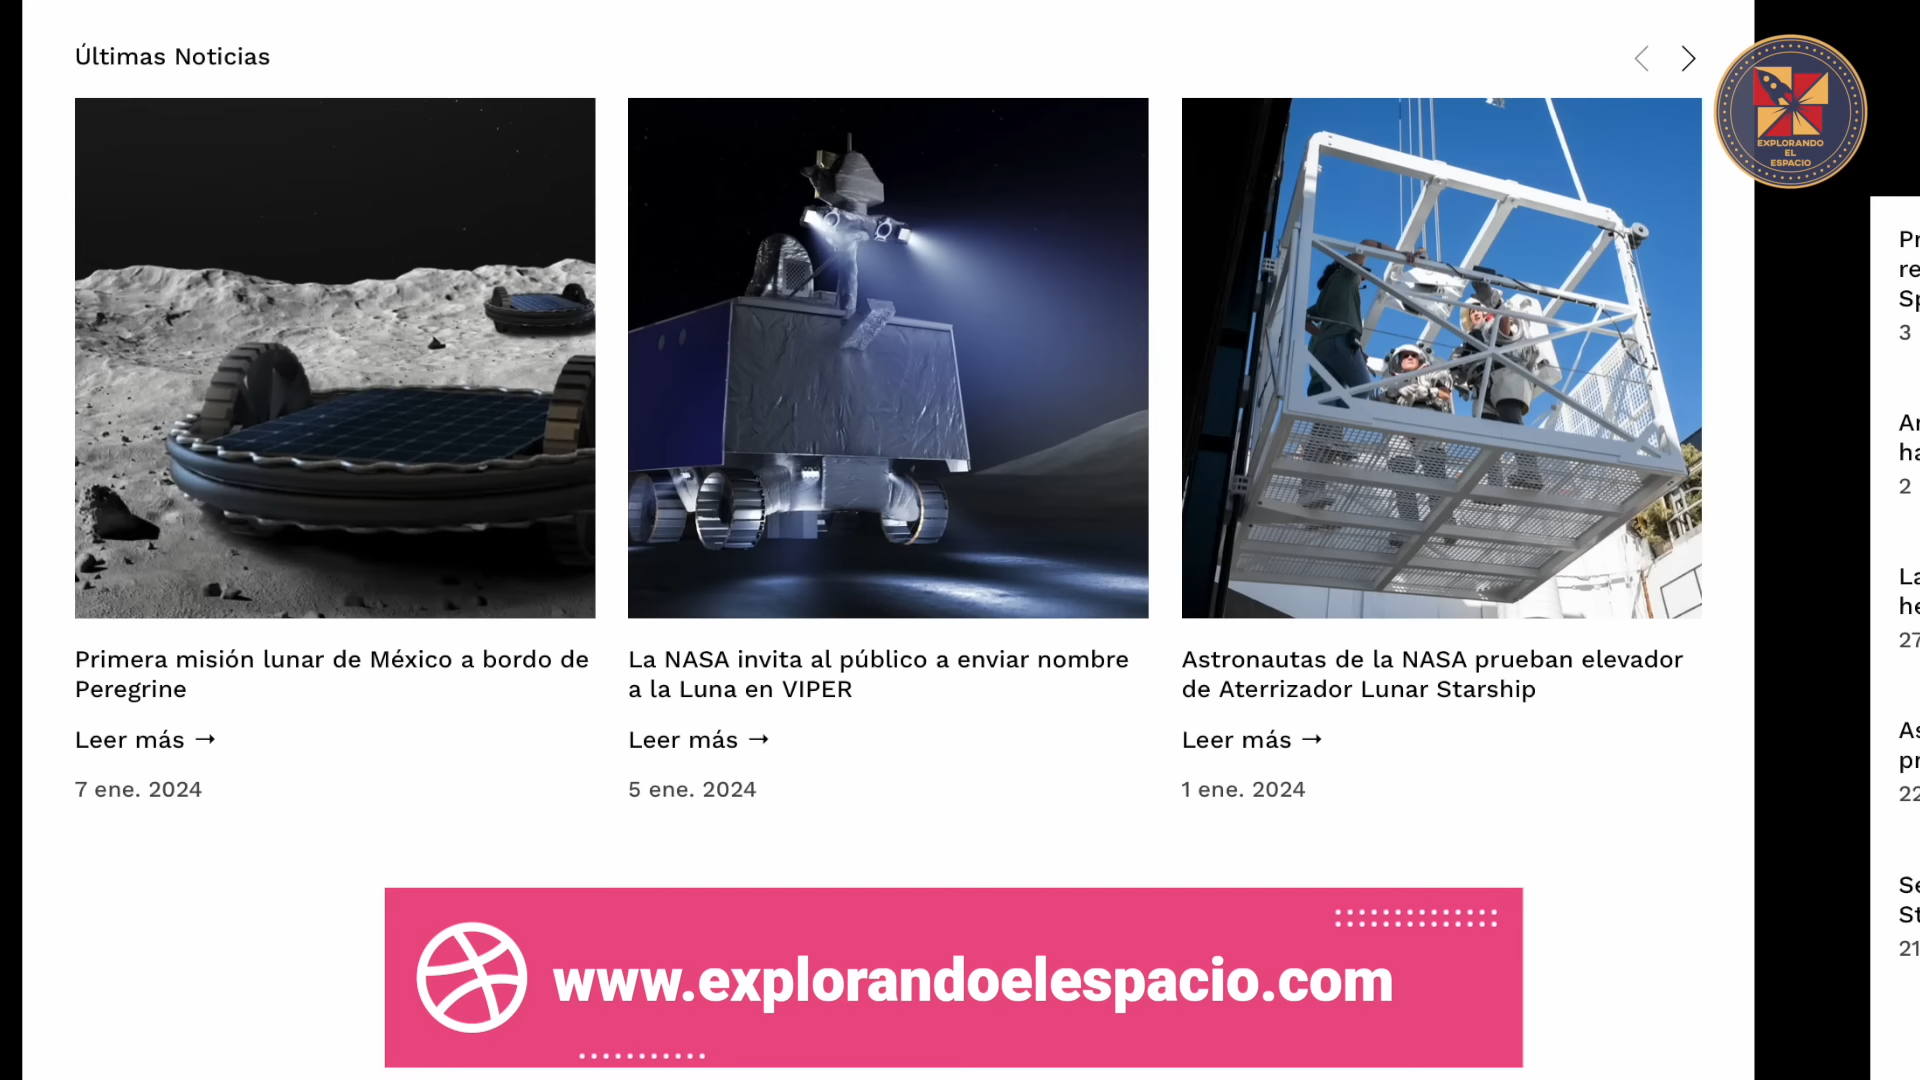 Últimas Noticias
EXPLORANDO
EL
ESPACIO
Primera misión lunar de México a bordo de
Peregrine
Leer más →
7 ene. 2024
La NASA invita al público a enviar nombre
a la Luna en VIPER
Leer más →
5 ene. 2024
Astronautas de la NASA prueban elevador
de Aterrizador Lunar Starship
Leer más →
1 ene. 2024
www.explorandoelespacio.com